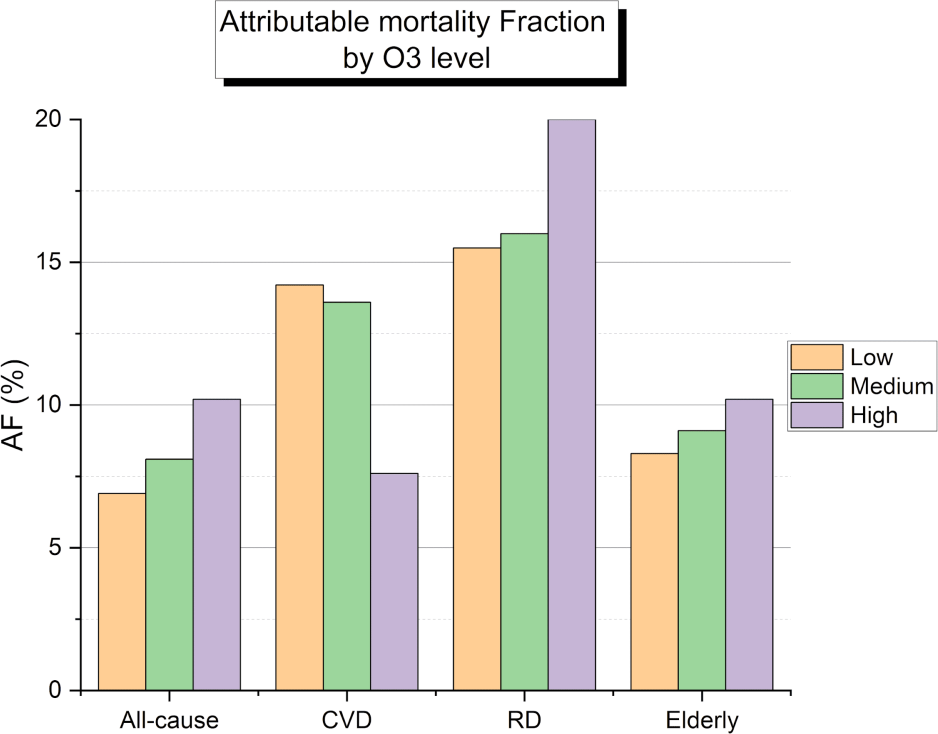 Attributable mortality Fraction
by O3 level
20
15
10
5
0
AF (%)
All-cause
CVD
RD
Elderly
Low
Medium
High